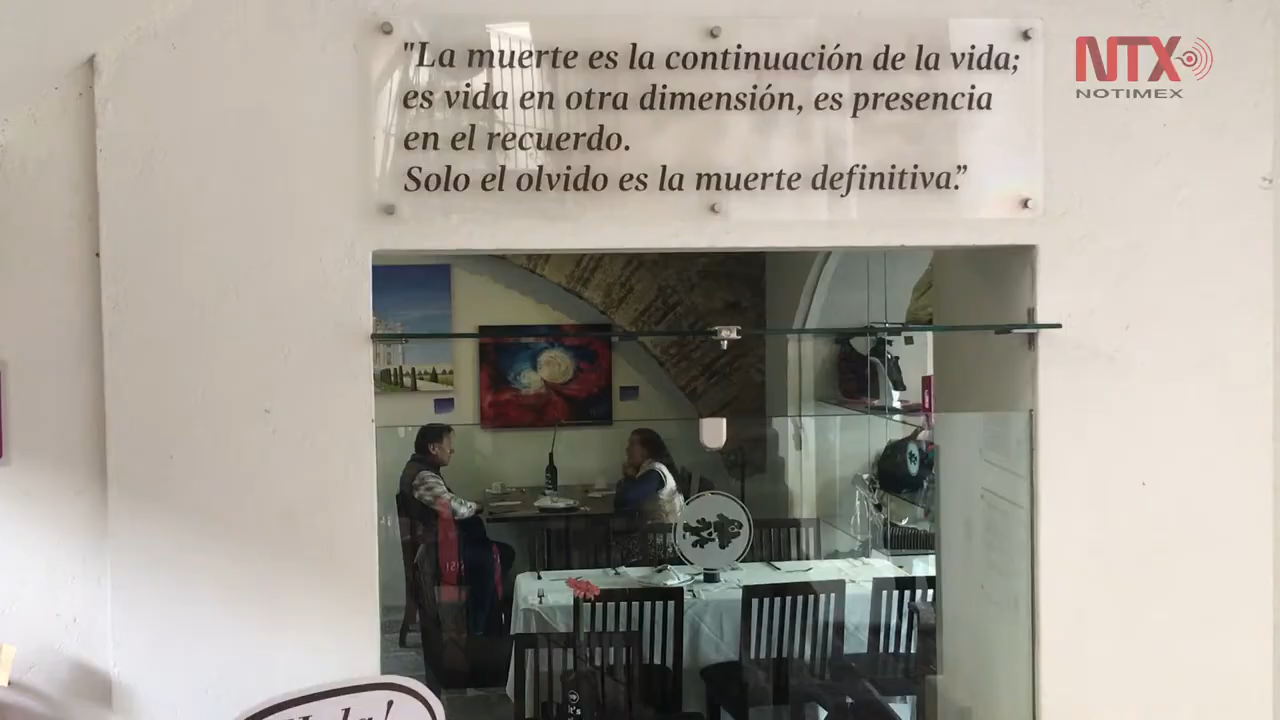 "La muerte es la continuación de la vida;
es vida en otra dimensión, es presencia
en el recuerdo.
Solo el olvido es la muerte definitiva."
NTX
NOTIMEX
¡Hola!